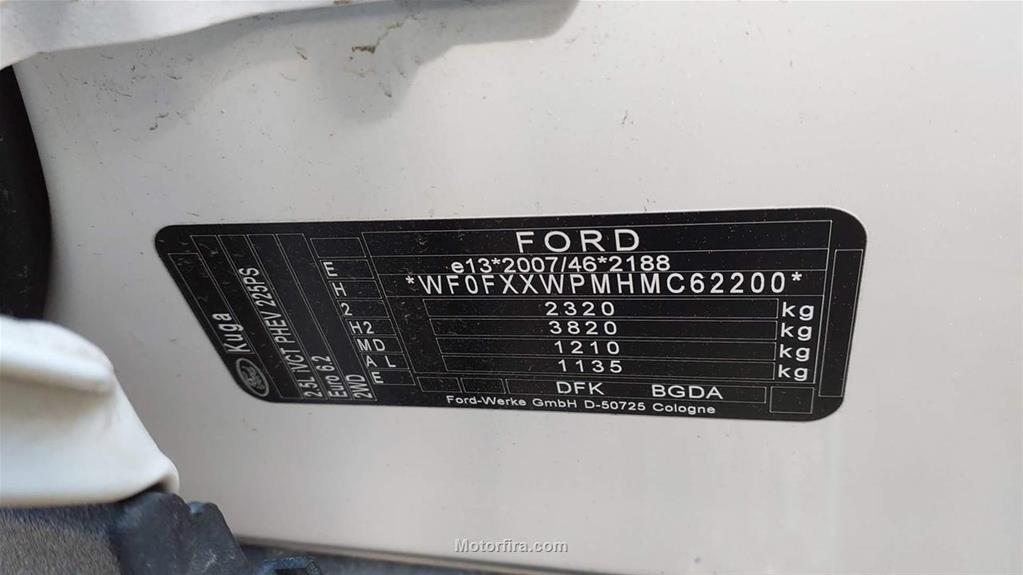 FORD
e13*2007/46*2188
*WF0FXXWPMHMC62200*
2320 kg
3820 kg
1210 kg
1135 kg
DFK BGDA
Ford-Werke GmbH D-50725 Cologne
Ford
Kuga
2.5L iVCT PHEV 225PS
Euro 6.2
2WD
E
H
2
H2
MD
A L
E
Motorfira.com